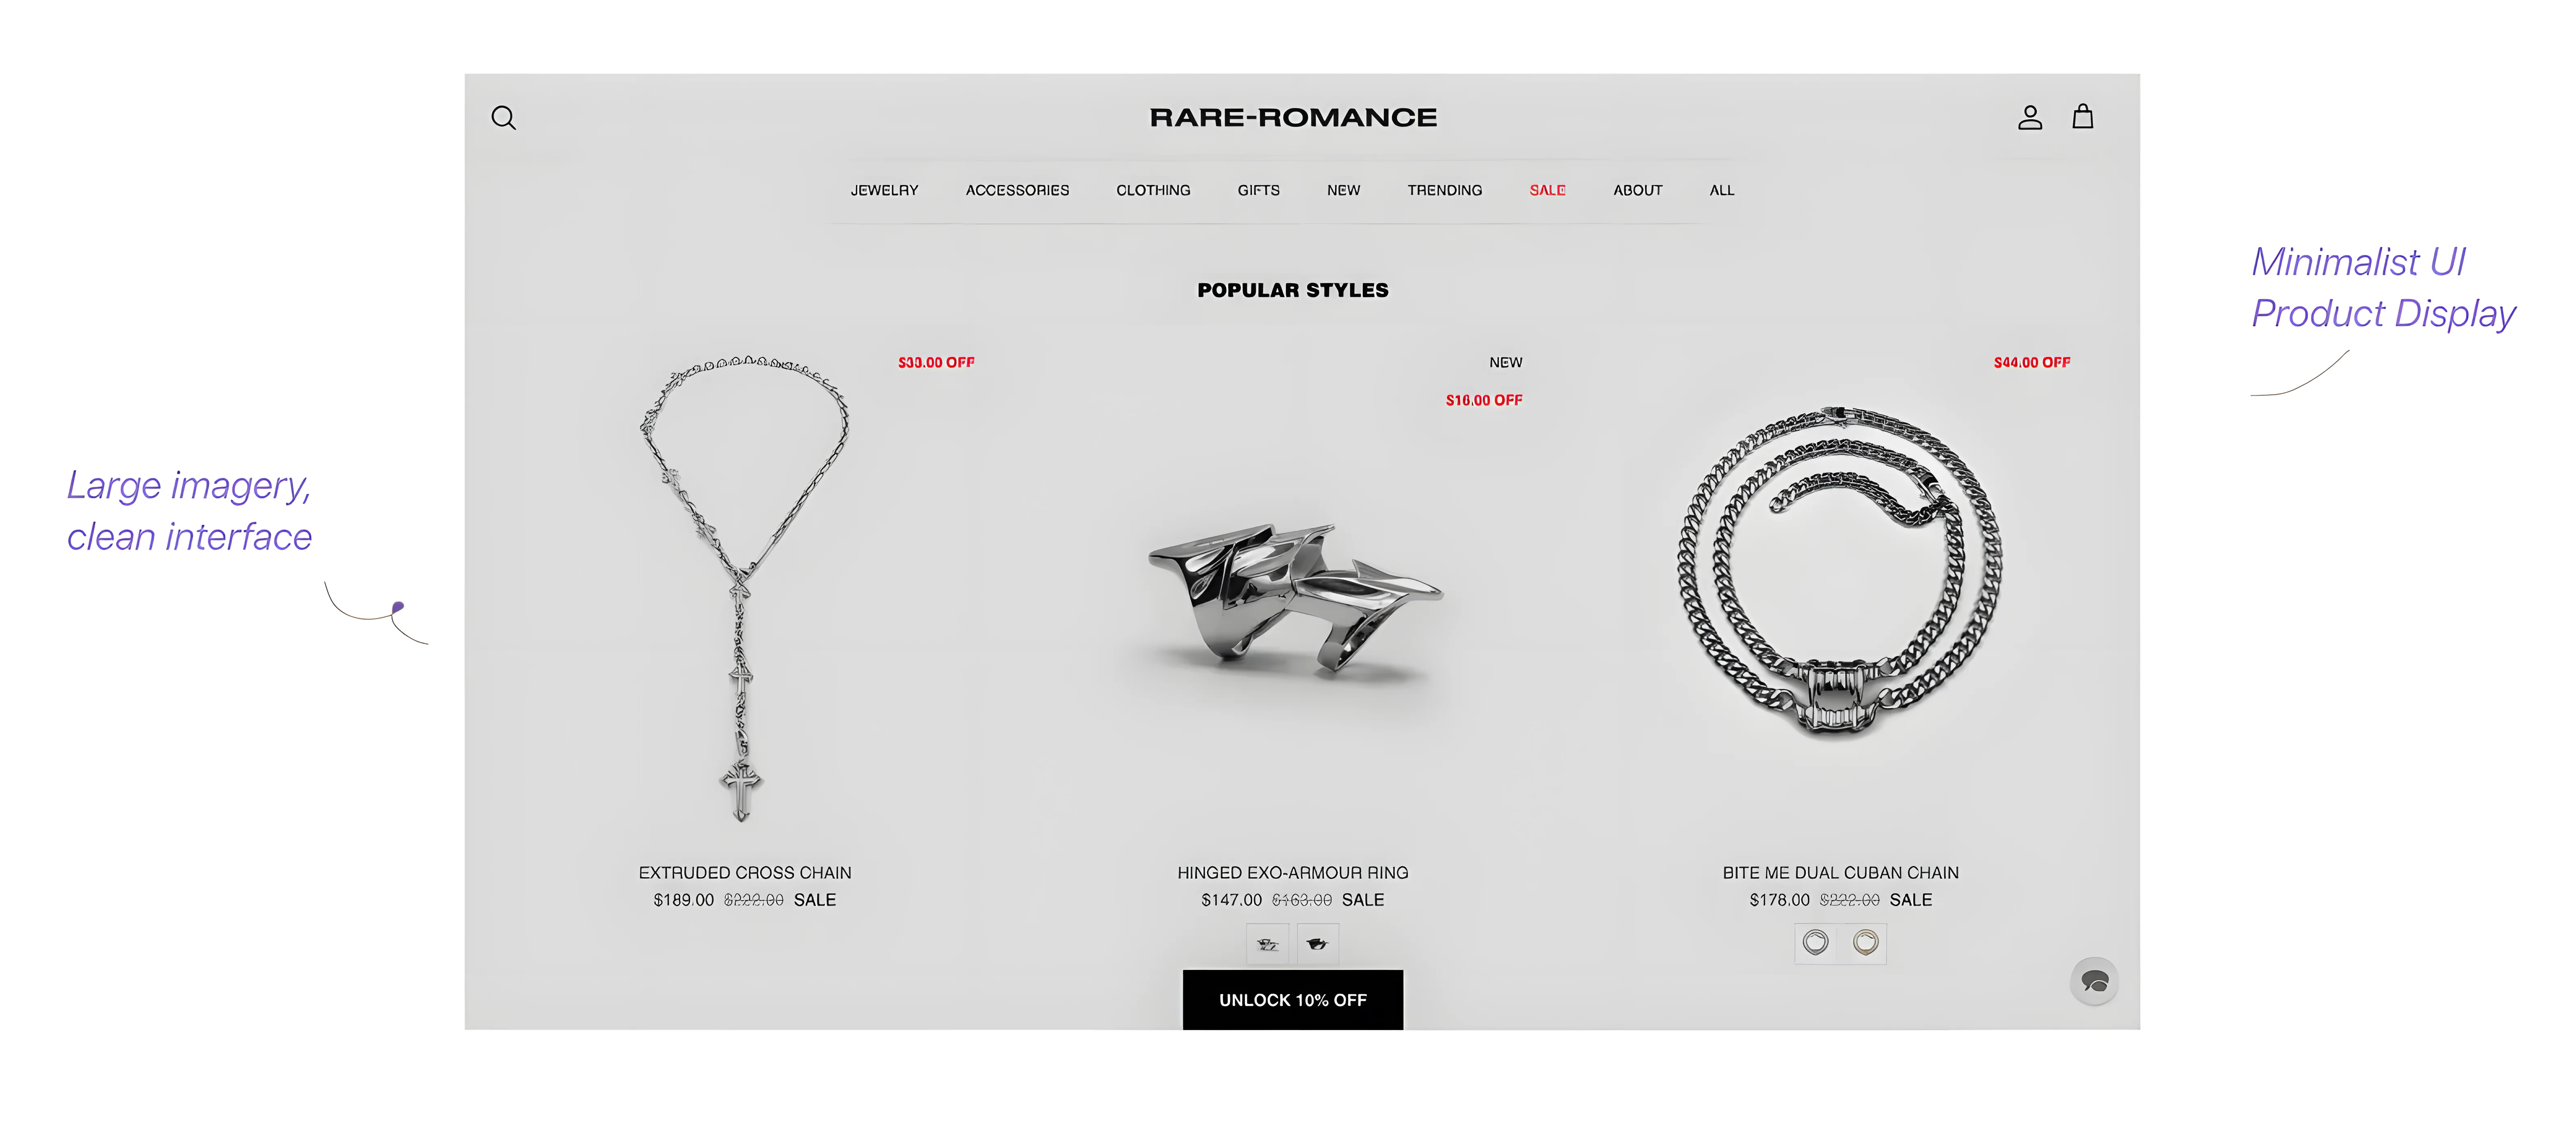 RARE-ROMANCE
JEWELRY ACCESSORIES CLOTHING GIFTS NEW TRENDING SALE ABOUT ALL
Minimalist UI
Product Display
POPULAR STYLES
$33.00 OFF
NEW
$16.00 OFF
$44.00 OFF
Large imagery,
clean interface
EXTRUDED CROSS CHAIN
$189.00 $222.00 SALE
HINGED EXO-ARMOUR RING
$147.00 $163.00 SALE
BITE ME DUAL CUBAN CHAIN
$178.00 $222.00 SALE
UNLOCK 10% OFF